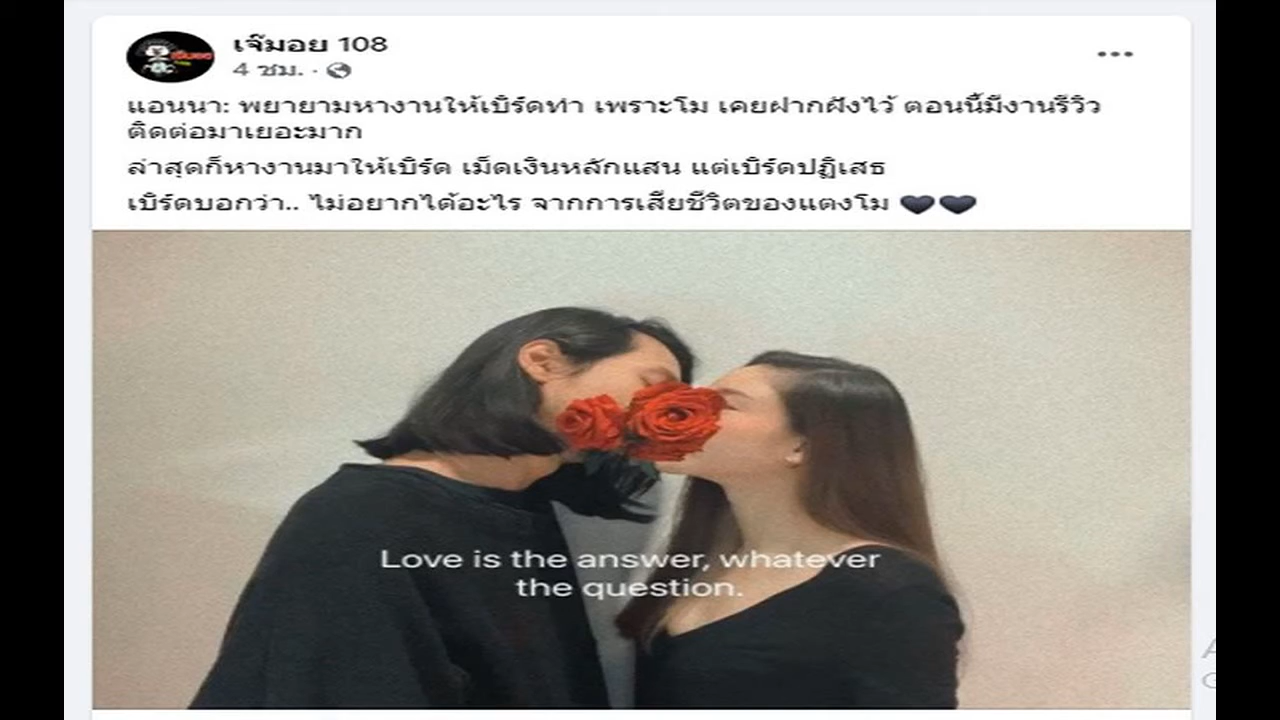 เจ๊มอย 108
4 ชม. ·
แอนนา: พยายามหางานให้เบิร์ดทำ เพราะโม เคยฝากฝังไว้ ตอนนี้มีงานรีวิว
ติดต่อมาเยอะมาก
ล่าสุดก็หางานมาให้เบิร์ด เม็ดเงินหลักแสน แต่เบิร์ดปฏิเสธ
เบิร์ดบอกว่า.. ไม่อยากได้อะไร จากการเสียชีวิตของแตงโม 🖤🖤
Love is the answer, whatever
the question.